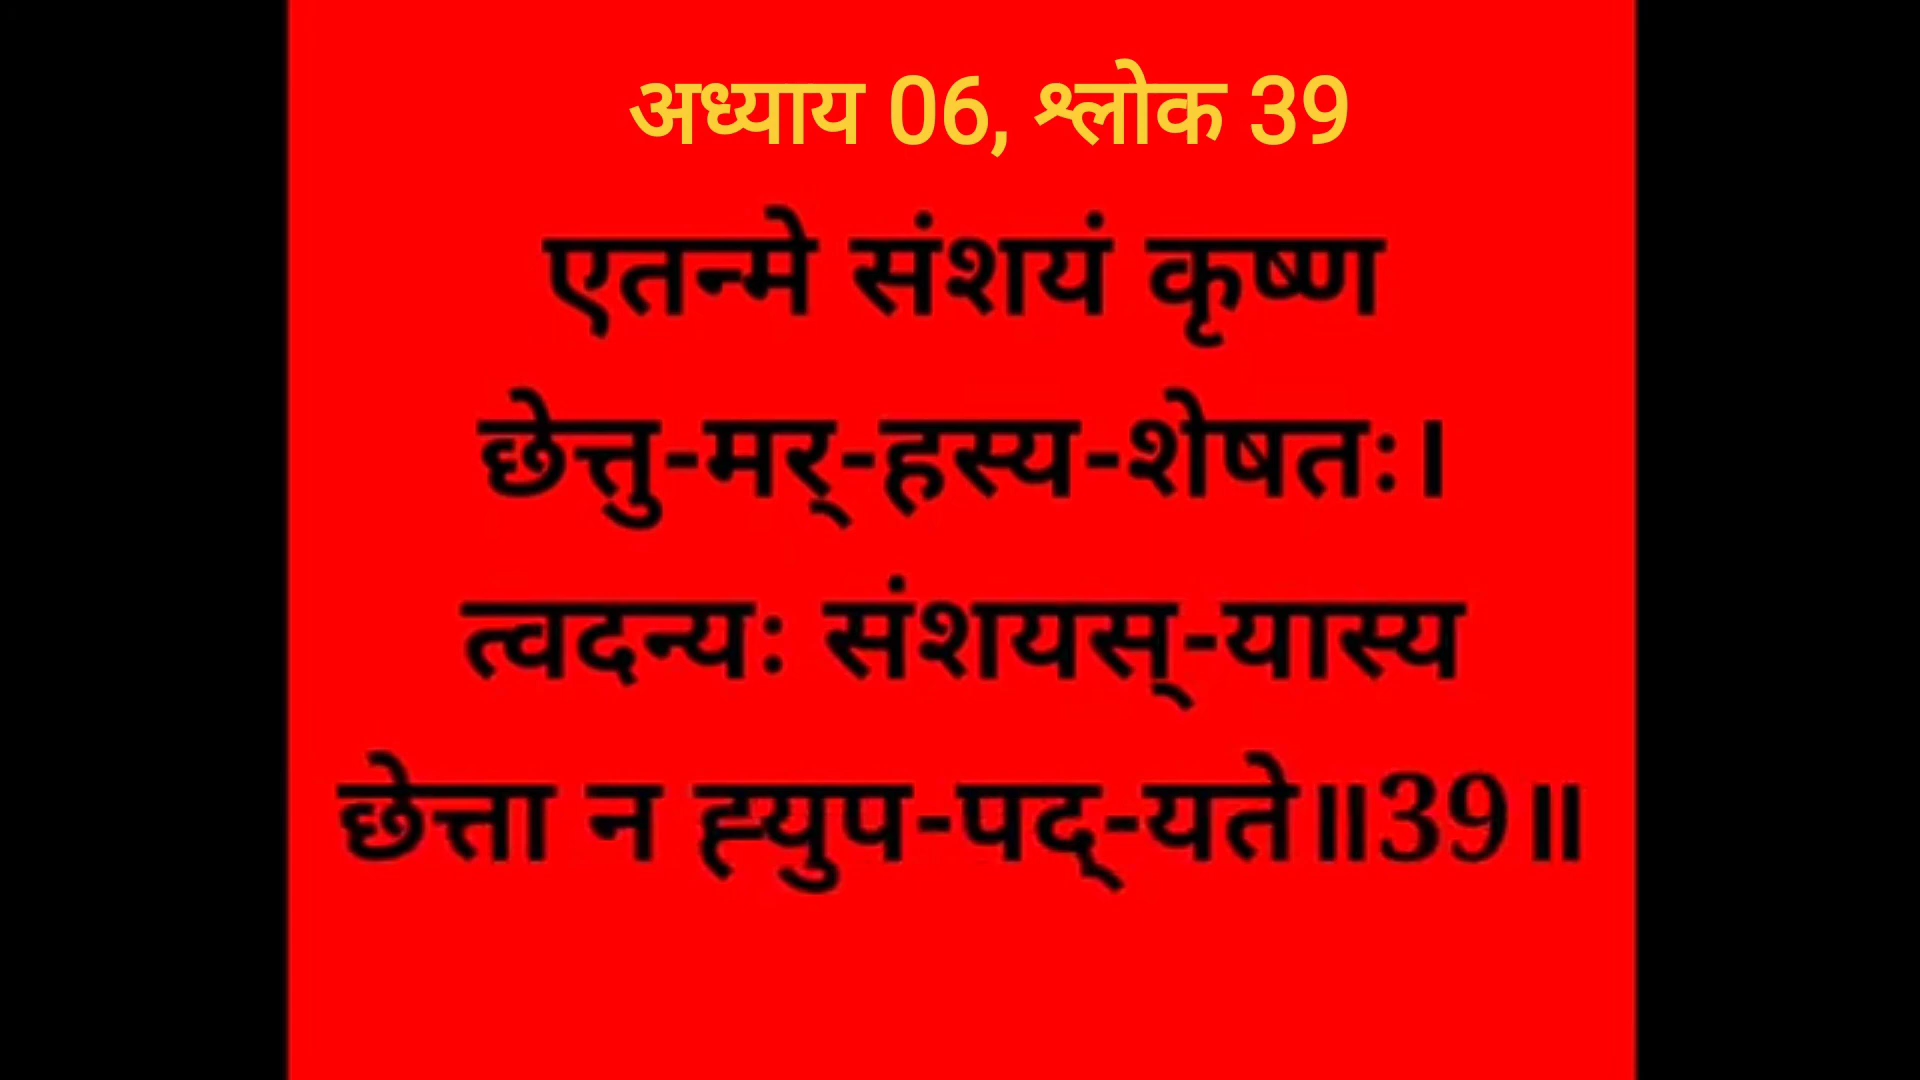 अध्याय 06, श्लोक 39
एतन्मे संशयं कृष्ण
छेत्तु-मर्-हस्य-शेषतः।
त्वदन्यः संशयस्-यास्य
छेत्ता न ह्युप-पद्-यते॥39॥